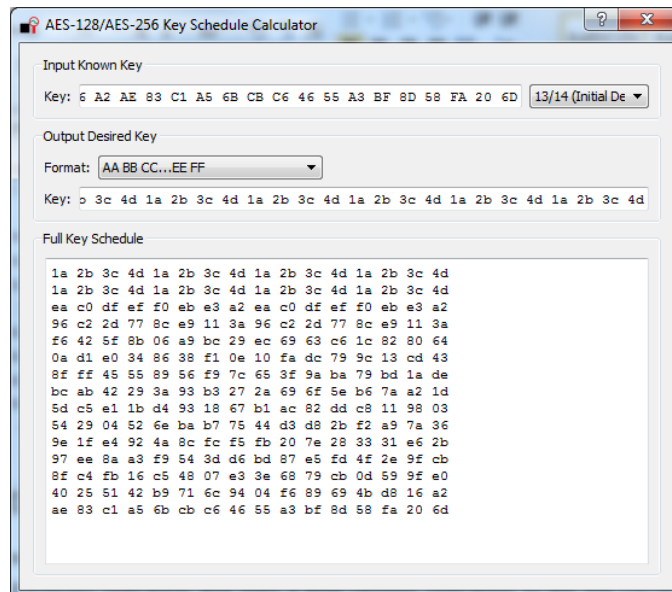 AES-128/AES-256 Key Schedule Calculator
Input Known Key
Key: 6 A2 AE 83 C1 A5 6B CB C6 46 55 A3 BF 8D 58 FA 20 6D 13/14 (Initial De
Output Desired Key
Format: AA BB CC...EE FF
Key: 3c 4d 1a 2b 3c 4d 1a 2b 3c 4d 1a 2b 3c 4d 1a 2b 3c 4d 1a 2b 3c 4d
Full Key Schedule
1a 2b 3c 4d 1a 2b 3c 4d 1a 2b 3c 4d 1a 2b 3c 4d
1a 2b 3c 4d 1a 2b 3c 4d 1a 2b 3c 4d 1a 2b 3c 4d
ea c0 df ef f0 eb e3 a2 ea c0 df ef f0 eb e3 a2
96 c2 2d 77 8c e9 11 3a 96 c2 2d 77 8c e9 11 3a
f6 42 5f 8b 06 a9 bc 29 ec 69 63 c6 1c 82 80 64
0a d1 e0 34 86 38 f1 0e 10 fa dc 79 9c 13 cd 43
8f ff 45 55 89 56 f9 7c 65 3f 9a ba 79 bd 1a de
bc ab 42 29 3a 93 b3 27 2a 69 6f 5e b6 7a a2 1d
5d c5 e1 1b d4 93 18 67 b1 ac 82 dd c8 11 98 03
54 29 04 52 6e ba b7 75 44 d3 d8 2b f2 a9 7a 36
9e 1f e4 92 4a 8c fc f5 fb 20 7e 28 33 31 e6 2b
97 ee 8a a3 f9 54 3d d6 bd 87 e5 fd 4f 2e 9f cb
8f c4 fb 16 c5 48 07 e3 3e 68 79 cb 0d 59 9f e0
40 25 51 42 b9 71 6c 94 04 f6 89 69 4b d8 16 a2
ae 83 c1 a5 6b cb c6 46 55 a3 bf 8d 58 fa 20 6d